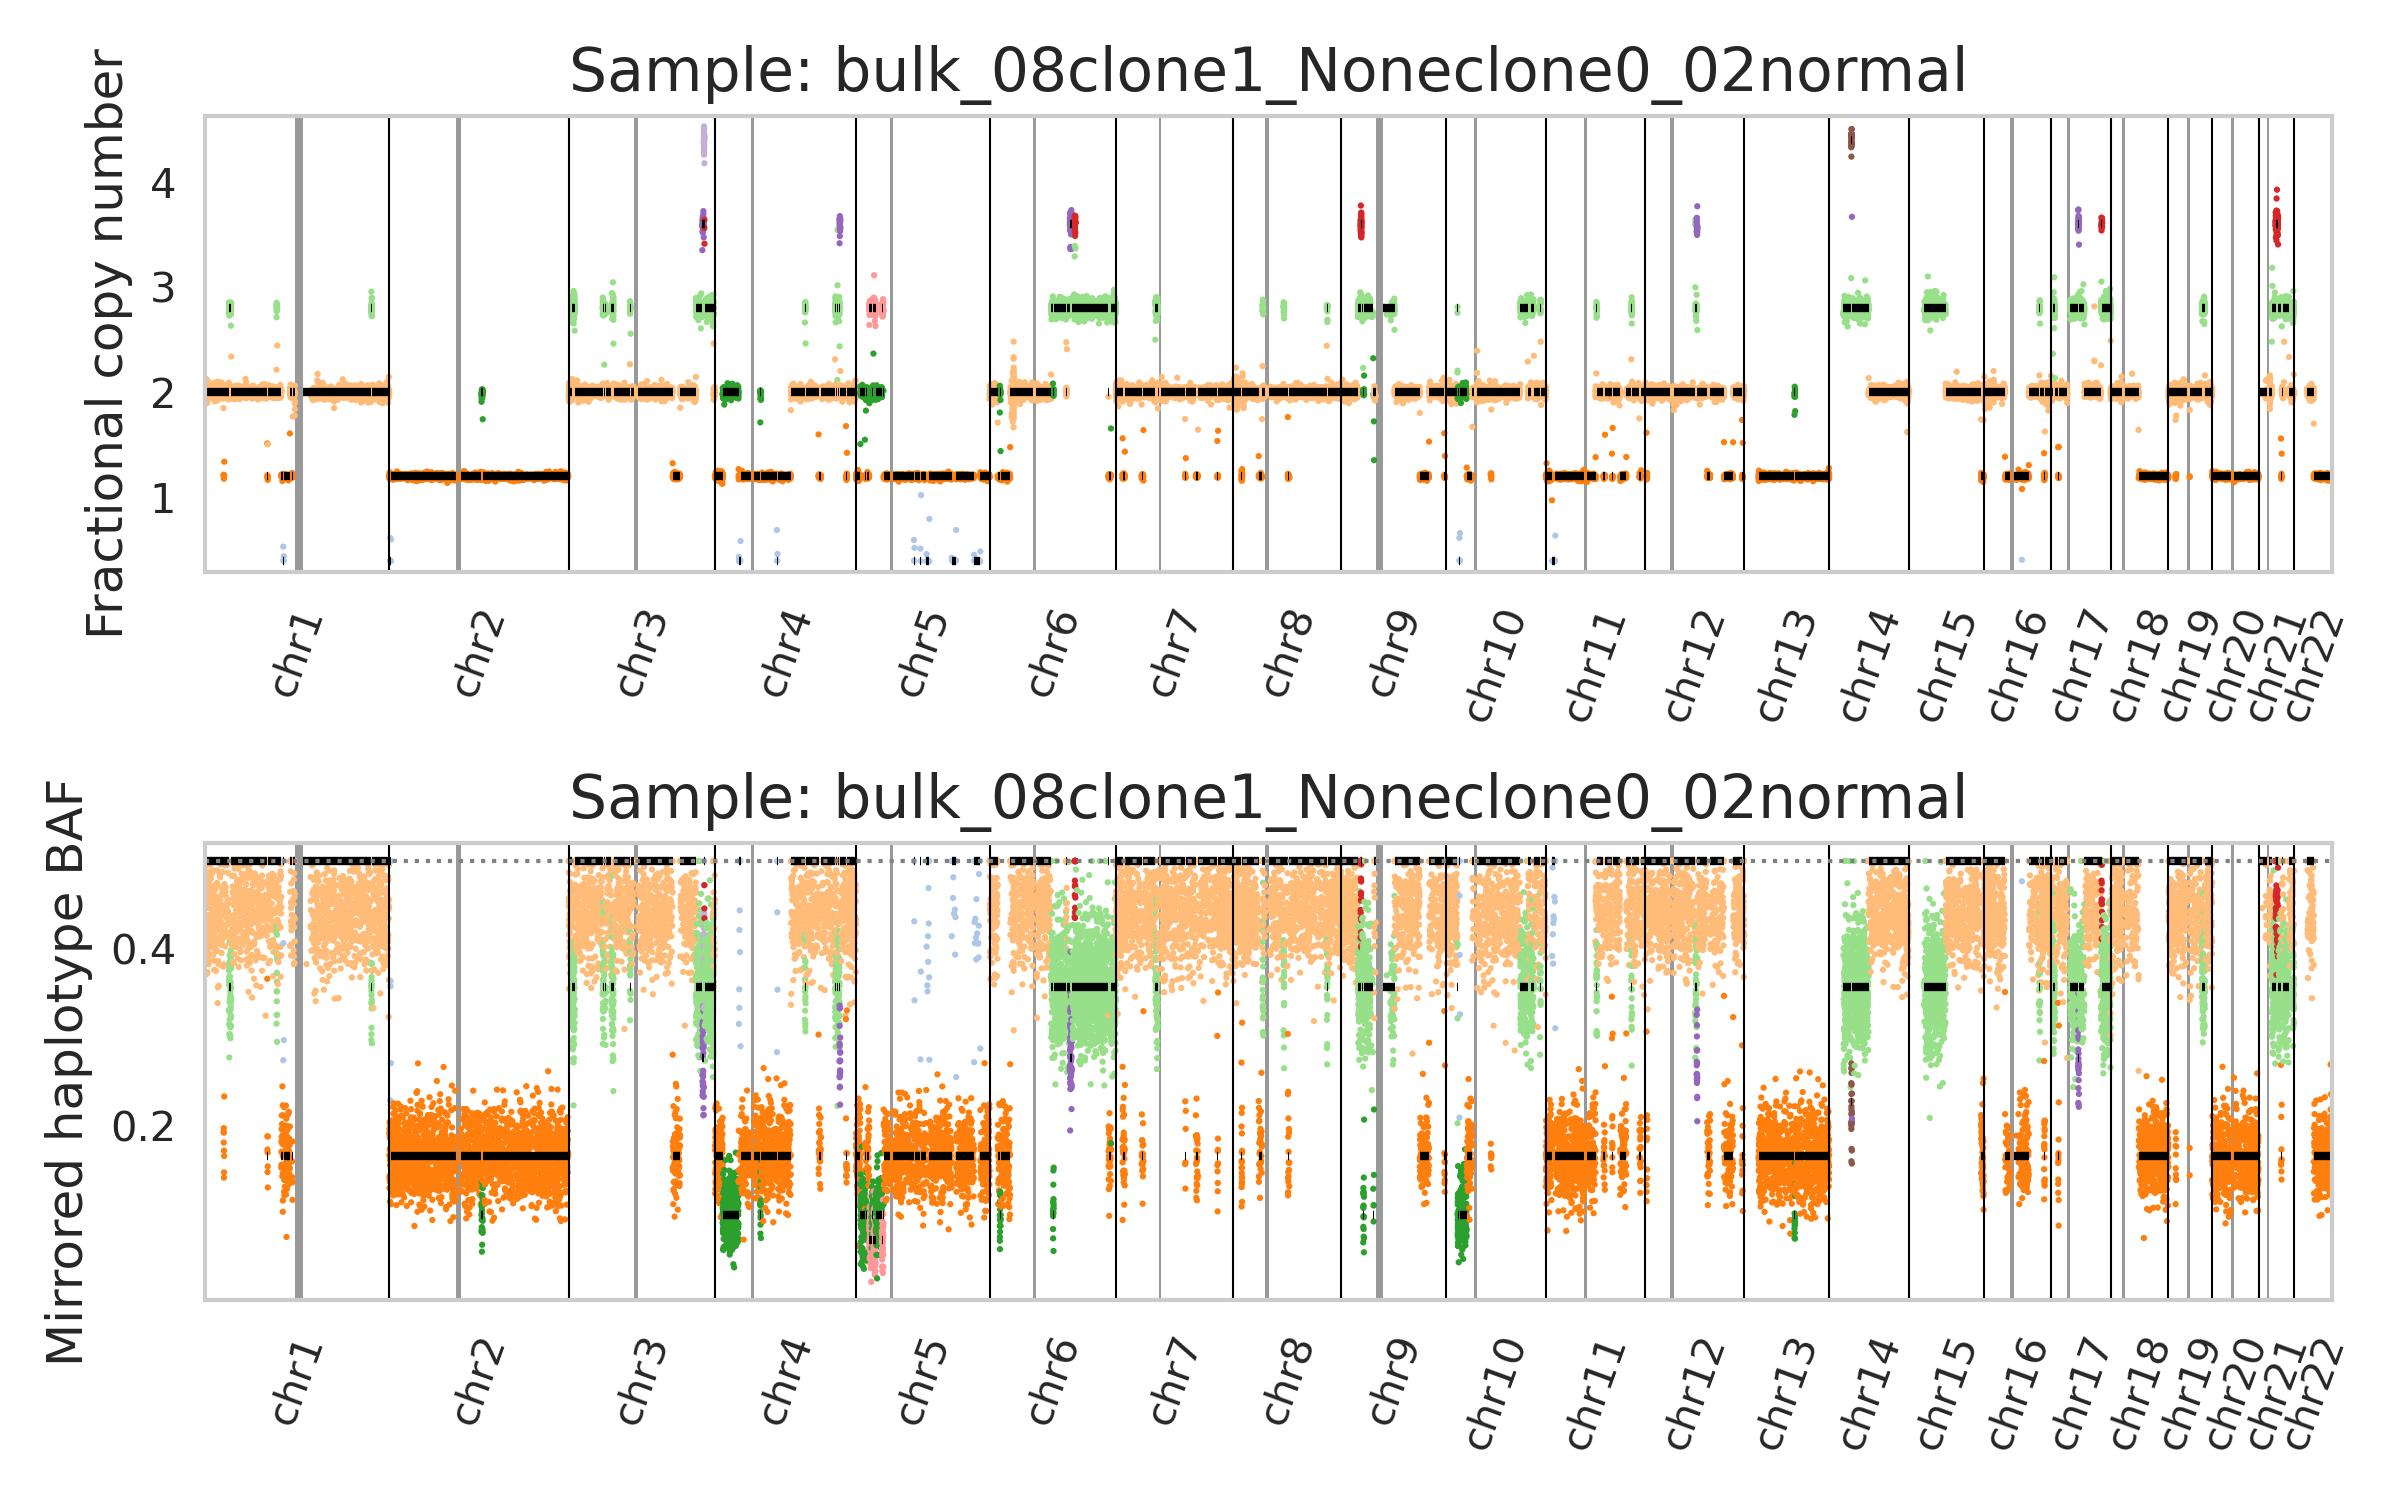 Sample: bulk_08clone1_Noneclone0_02normal
Fractional copy number
4
3
2
1
chr1 chr2 chr3 chr4 chr5 chr6 chr7 chr8 chr9 chr10 chr11 chr12 chr13 chr14 chr15 chr16 chr17 chr18 chr19 chr20 chr21 chr22
Sample: bulk_08clone1_Noneclone0_02normal
Mirrored haplotype BAF
0.4
0.2
chr1 chr2 chr3 chr4 chr5 chr6 chr7 chr8 chr9 chr10 chr11 chr12 chr13 chr14 chr15 chr16 chr17 chr18 chr19 chr20 chr21 chr22